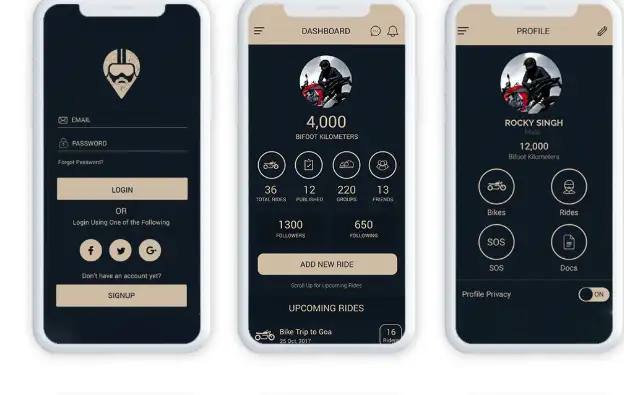 EMAIL
PASSWORD
Forgot Password?
LOGIN
OR
Login Using One of the Following
f G+
Don't have an account yet?
SIGNUP
DASHBOARD
4,000
BIFOOT KILOMETERS
36 12 220 13
TOTAL RIDES PUBLISHED GROUPS FRIENDS
1300 650
FOLLOWERS FOLLOWING
ADD NEW RIDE
Scroll Up for Upcoming Rides
UPCOMING RIDES
Bike Trip to Goa 16
25 Oct, 2017 Riders
PROFILE
ROCKY SINGH
Male
12,000
Bifoot Kilometers
Bikes Rides
SOS
SOS Docs
Profile Privacy ON